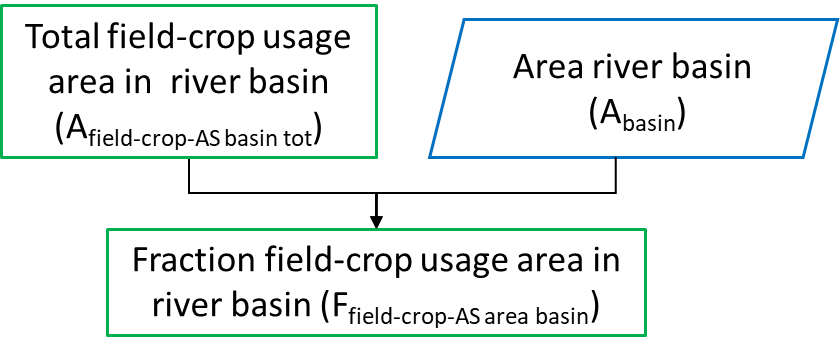 Total field-crop usage
area in river basin
(Afield-crop-AS basin tot)
Area river basin
(Abasin)
Fraction field-crop usage area in
river basin (Ffield-crop-AS area basin)